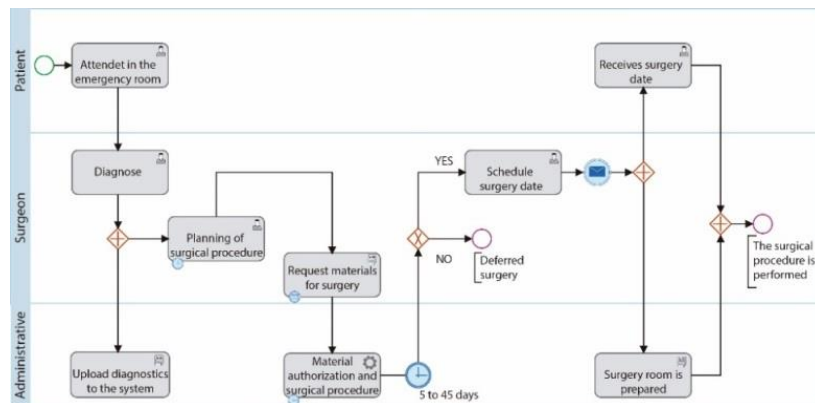 Patient
Attendet in the
emergency room
Receives surgery
date
Surgeon
Diagnose
Planning of
surgical procedure
Request materials
for surgery
YES
NO
Schedule
surgery date
Deferred
surgery
The surgical
procedure is
performed
Administrative
Upload diagnostics
to the system
Material
authorization and
surgical procedure
5 to 45 days
Surgery room is
prepared